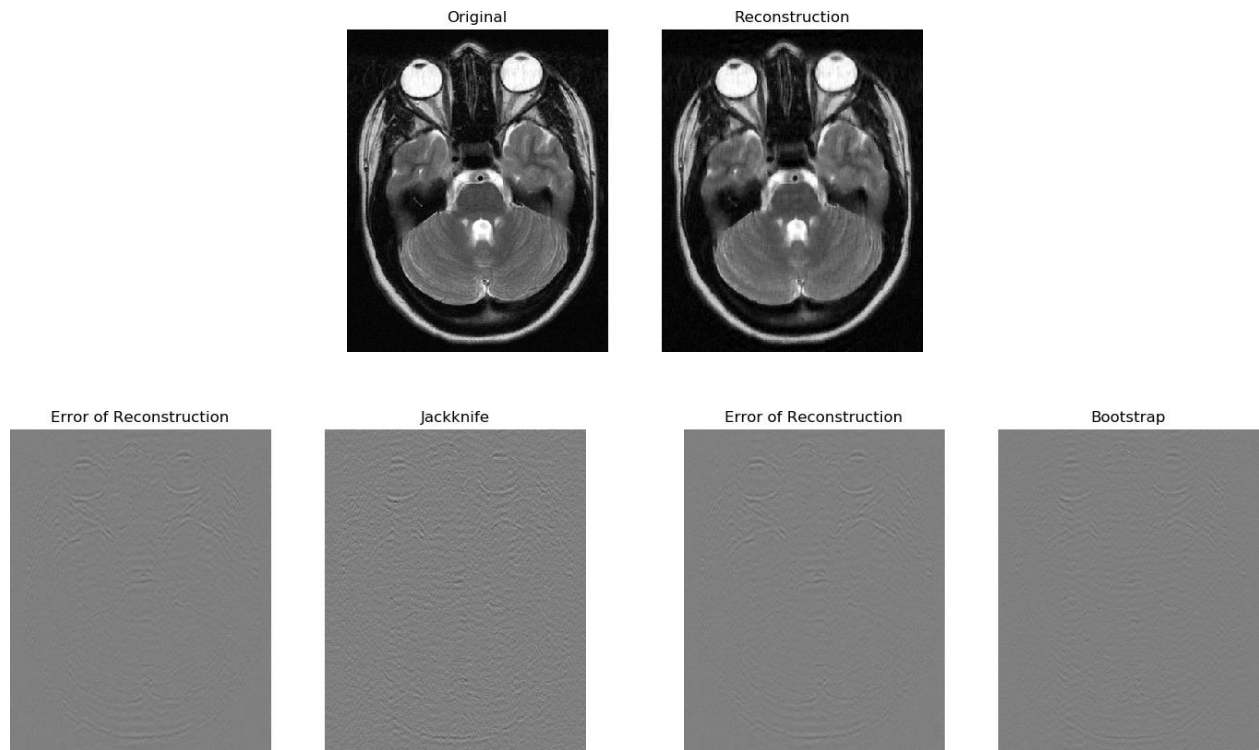 Original
Reconstruction
Error of Reconstruction
Jackknife
Error of Reconstruction
Bootstrap